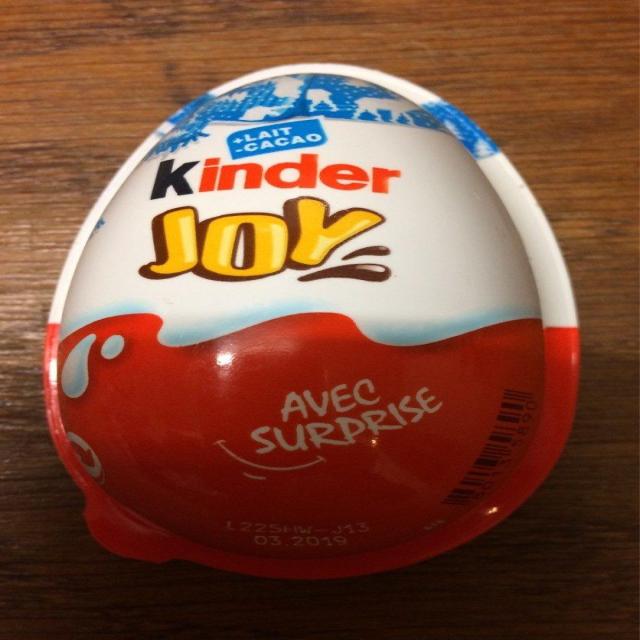 +LAIT
-CACAO
kinder
JOY
AVEC
SURPRISE
L225HW-J13
03.2019